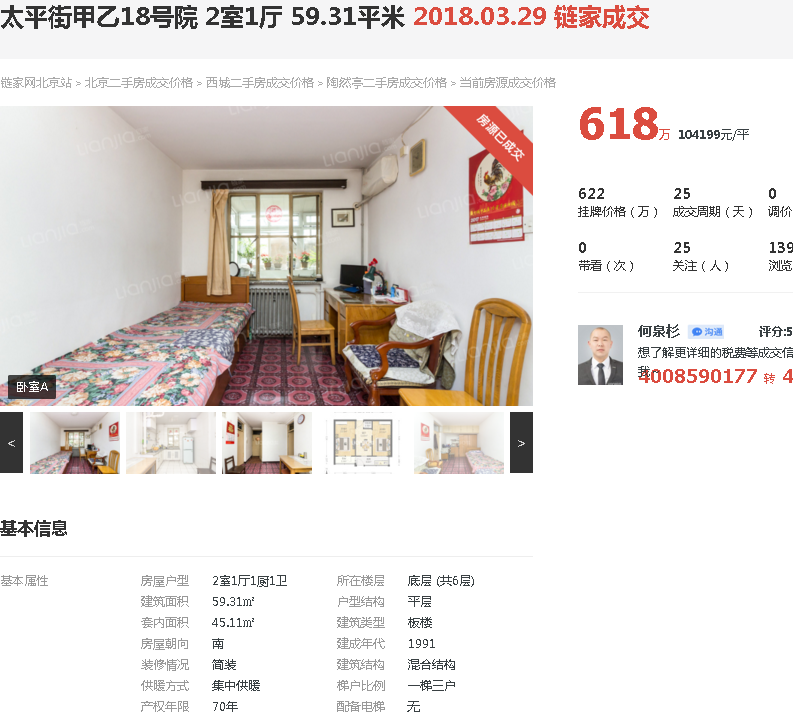 太平街甲乙18号院 2室1厅 59.31平米 2018.03.29 链家成交
链家网北京站 > 北京二手房成交价格 > 西城二手房成交价格 > 陶然亭二手房成交价格 > 当前房源成交价格
618万 104199元/平
房源已成交
lianjia
622 25 0
挂牌价格（万） 成交周期（天） 调价
0 25 139
带看（次） 关注（人） 浏览
何泉杉 沟通 评分:5
想了解更详细的税费等成交信
我
4008590177 转 4
卧室A
< >
基本信息
基本属性 房屋户型 2室1厅1厨1卫 所在楼层 底层 (共6层)
建筑面积 59.31㎡ 户型结构 平层
套内面积 45.11㎡ 建筑类型 板楼
房屋朝向 南 建成年代 1991
装修情况 简装 建筑结构 混合结构
供暖方式 集中供暖 梯户比例 一梯三户
产权年限 70年 配备电梯 无